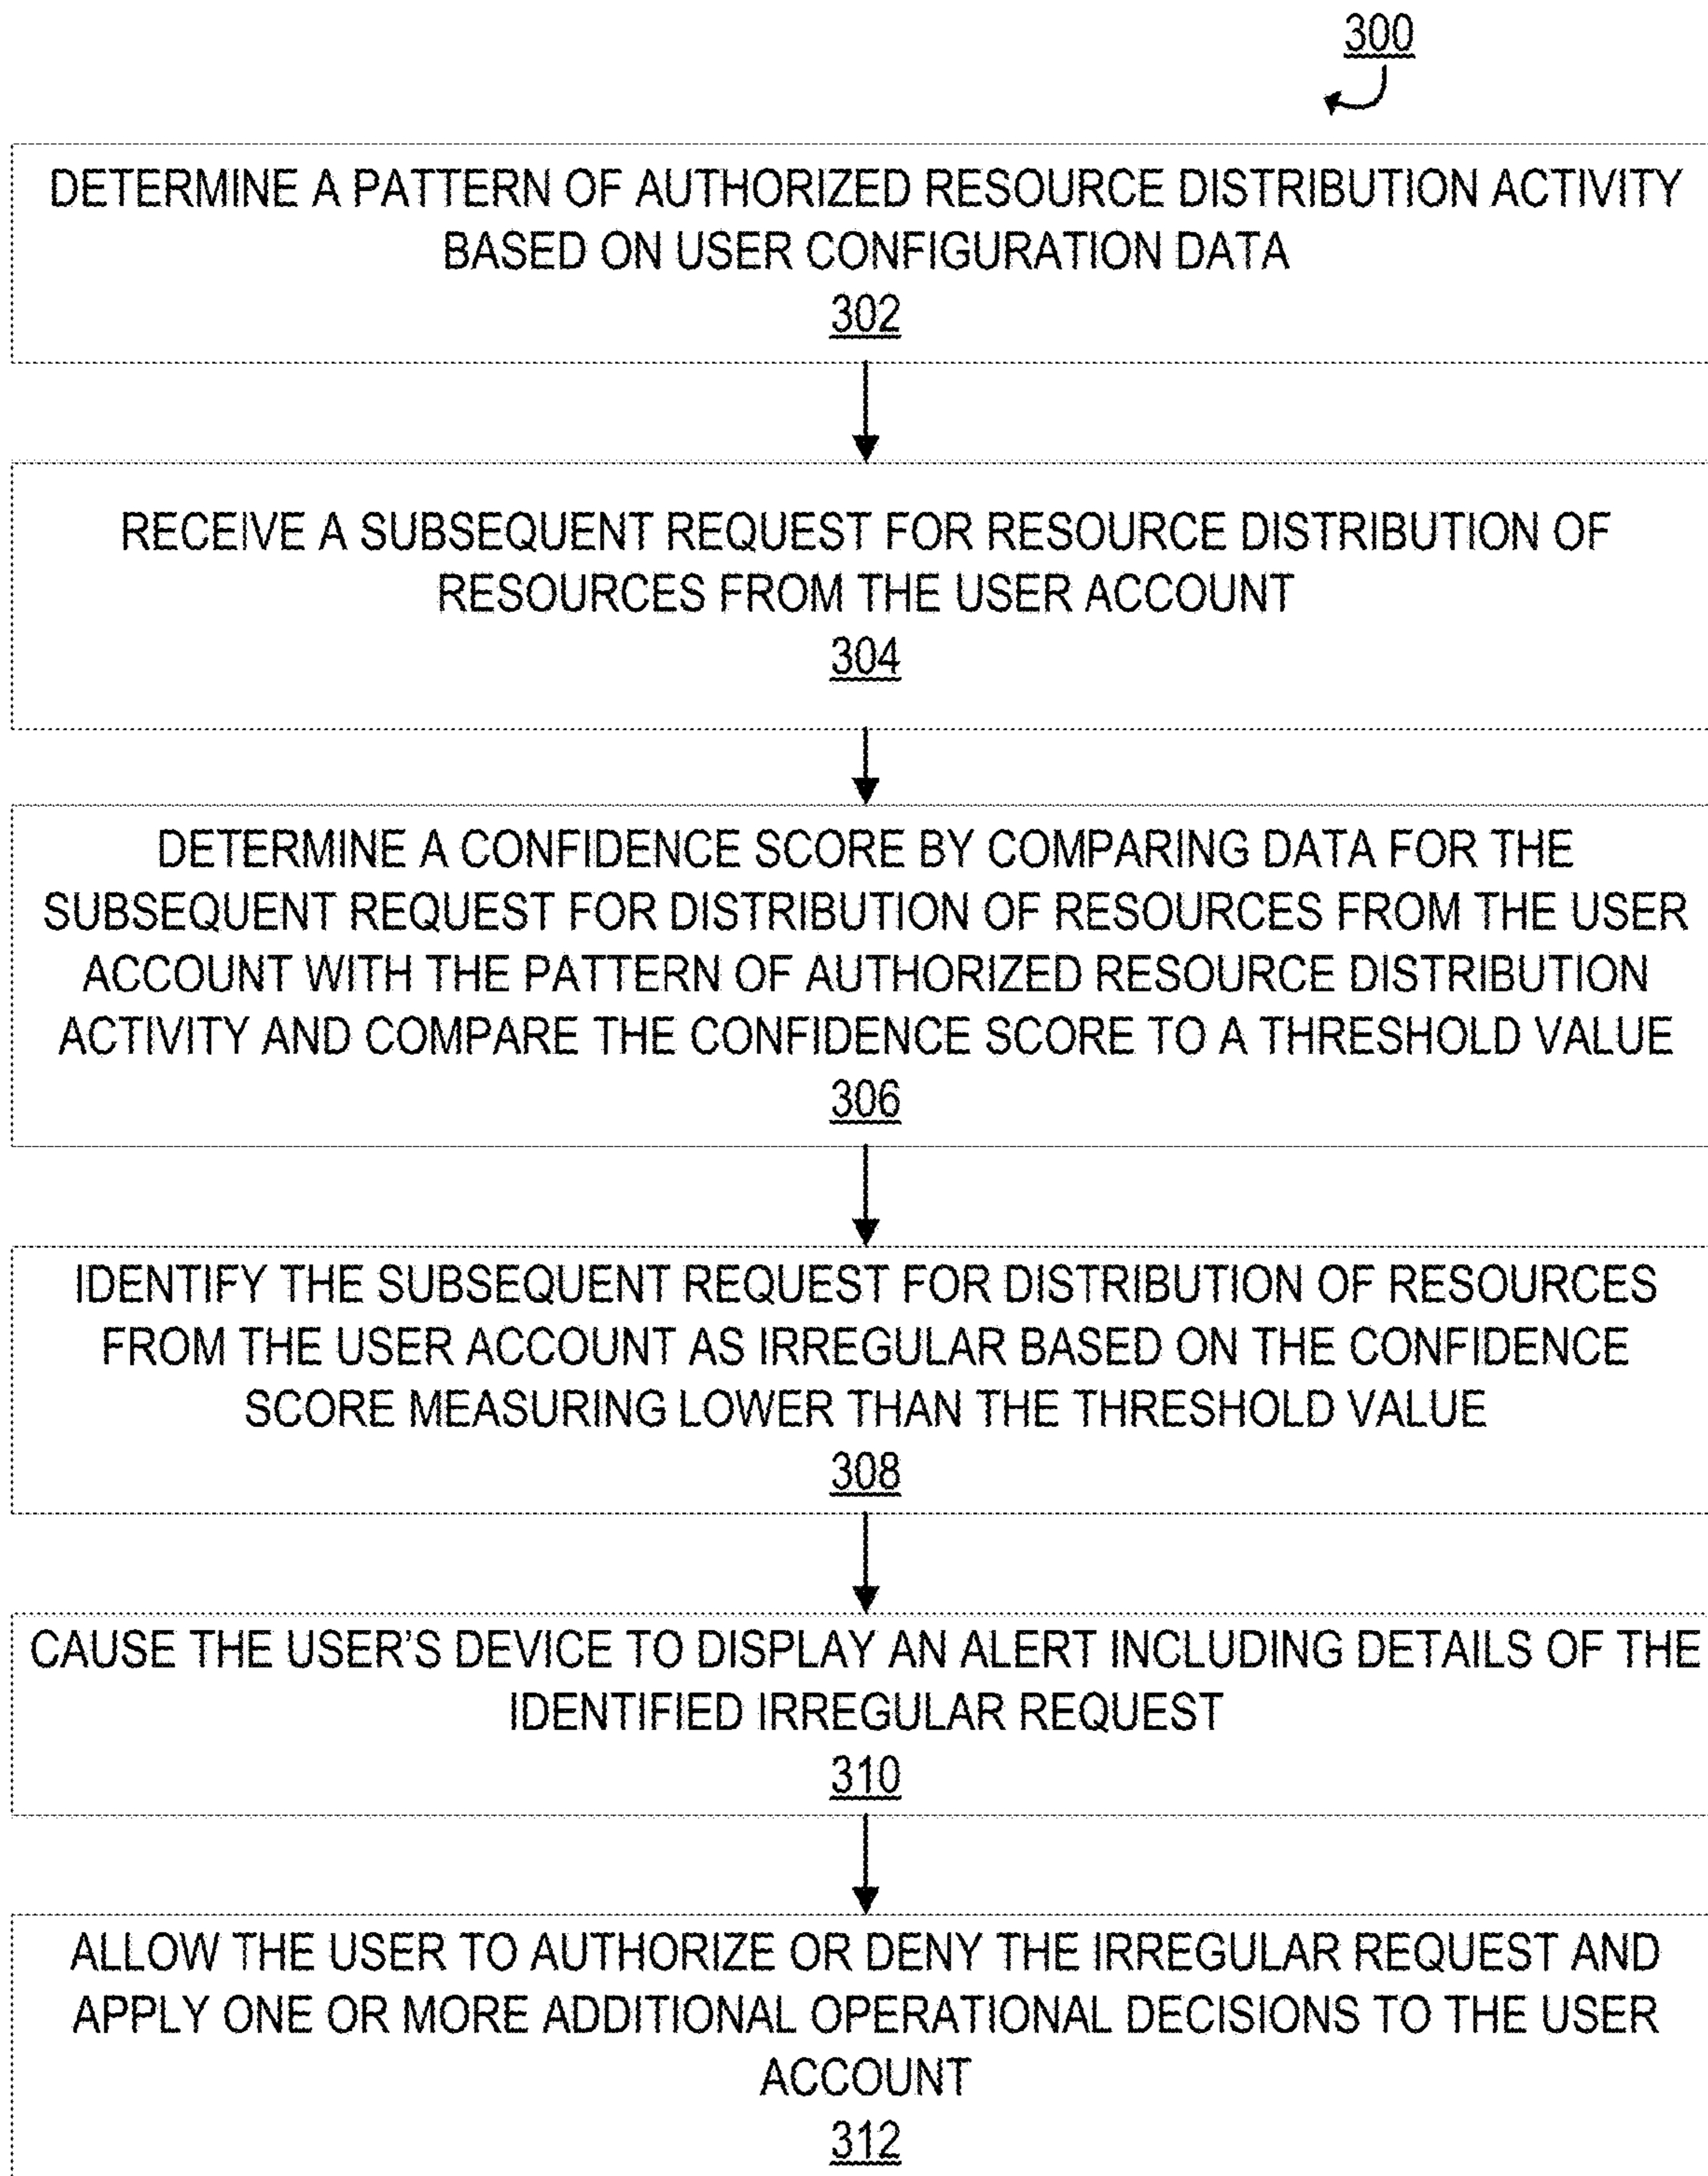 300
DETERMINE A PATTERN OF AUTHORIZED RESOURCE DISTRIBUTION ACTIVITY
BASED ON USER CONFIGURATION DATA
302
RECEIVE A SUBSEQUENT REQUEST FOR RESOURCE DISTRIBUTION OF
RESOURCES FROM THE USER ACCOUNT
304
DETERMINE A CONFIDENCE SCORE BY COMPARING DATA FOR THE
SUBSEQUENT REQUEST FOR DISTRIBUTION OF RESOURCES FROM THE USER
ACCOUNT WITH THE PATTERN OF AUTHORIZED RESOURCE DISTRIBUTION
ACTIVITY AND COMPARE THE CONFIDENCE SCORE TO A THRESHOLD VALUE
306
IDENTIFY THE SUBSEQUENT REQUEST FOR DISTRIBUTION OF RESOURCES
FROM THE USER ACCOUNT AS IRREGULAR BASED ON THE CONFIDENCE
SCORE MEASURING LOWER THAN THE THRESHOLD VALUE
308
CAUSE THE USER'S DEVICE TO DISPLAY AN ALERT INCLUDING DETAILS OF THE
IDENTIFIED IRREGULAR REQUEST
310
ALLOW THE USER TO AUTHORIZE OR DENY THE IRREGULAR REQUEST AND
APPLY ONE OR MORE ADDITIONAL OPERATIONAL DECISIONS TO THE USER
ACCOUNT
312